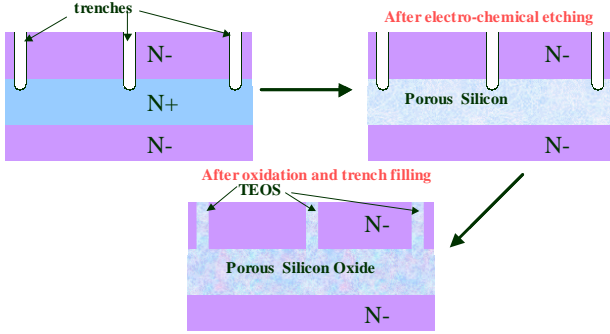 trenches
N-
N+
N-
After electro-chemical etching
N-
Porous Silicon
N-
After oxidation and trench filling
TEOS
N-
Porous Silicon Oxide
N-